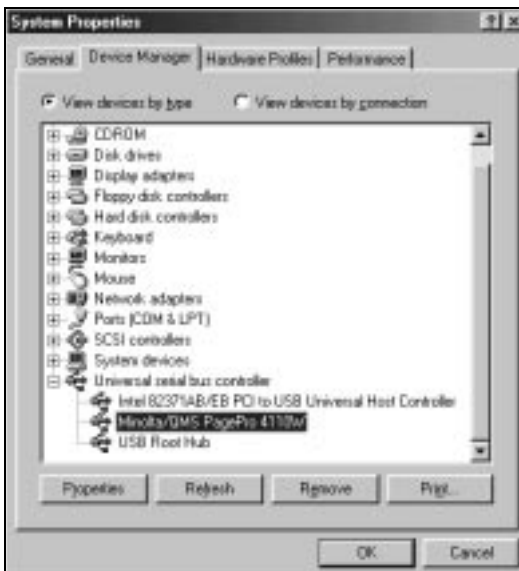 System Properties
General Device Manager Hardware Profiles Performance
View devices by type View devices by connection
CDROM
Disk drives
Display adapters
Floppy disk controllers
Hard disk controllers
Keyboard
Monitors
Mouse
Network adapters
Ports (COM & LPT)
SCSI controllers
System devices
Universal serial bus controller
Intel 82371AB/EB PCI to USB Universal Host Controller
Minolta/QMS PagePro 4110W
USB Root Hub
Properties Refresh Remove Print...
OK Cancel